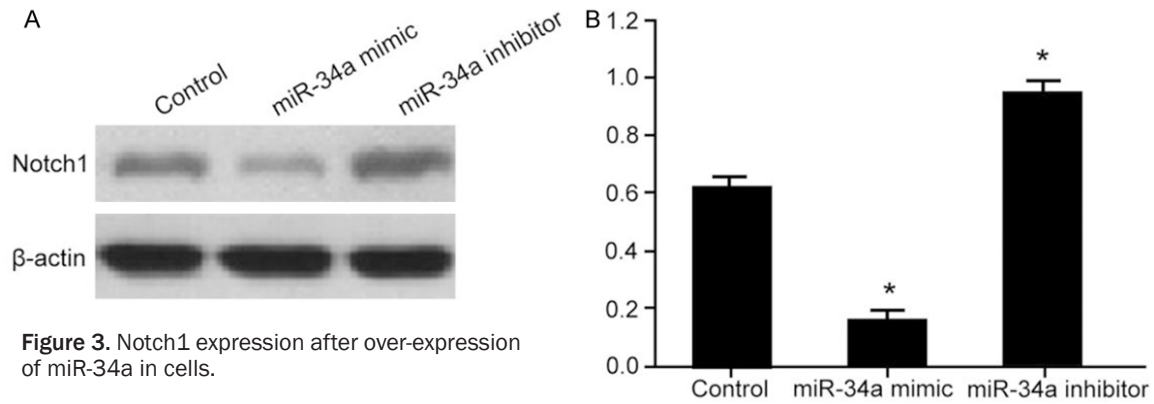 A
Control
miR-34a mimic
miR-34a inhibitor
Notch1
β-actin
Figure 3. Notch1 expression after over-expression
of miR-34a in cells.
B
1.2
1.0
0.8
0.6
0.4
0.2
0.0
*
*
Control
miR-34a mimic
miR-34a inhibitor